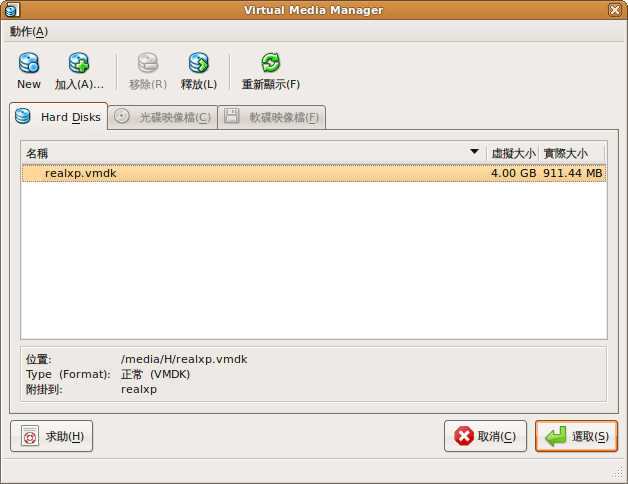 Virtual Media Manager
動作(A)
New 加入(A)... 移除(R) 釋放(L) 重新顯示(F)
Hard Disks 光碟映像檔(C) 軟碟映像檔(F)
名稱 虛擬大小 實際大小
realxp.vmdk 4.00 GB 911.44 MB
位置: /media/H/realxp.vmdk
Type (Format): 正常 (VMDK)
附掛到: realxp
求助(H) 取消(C) 選取(S)